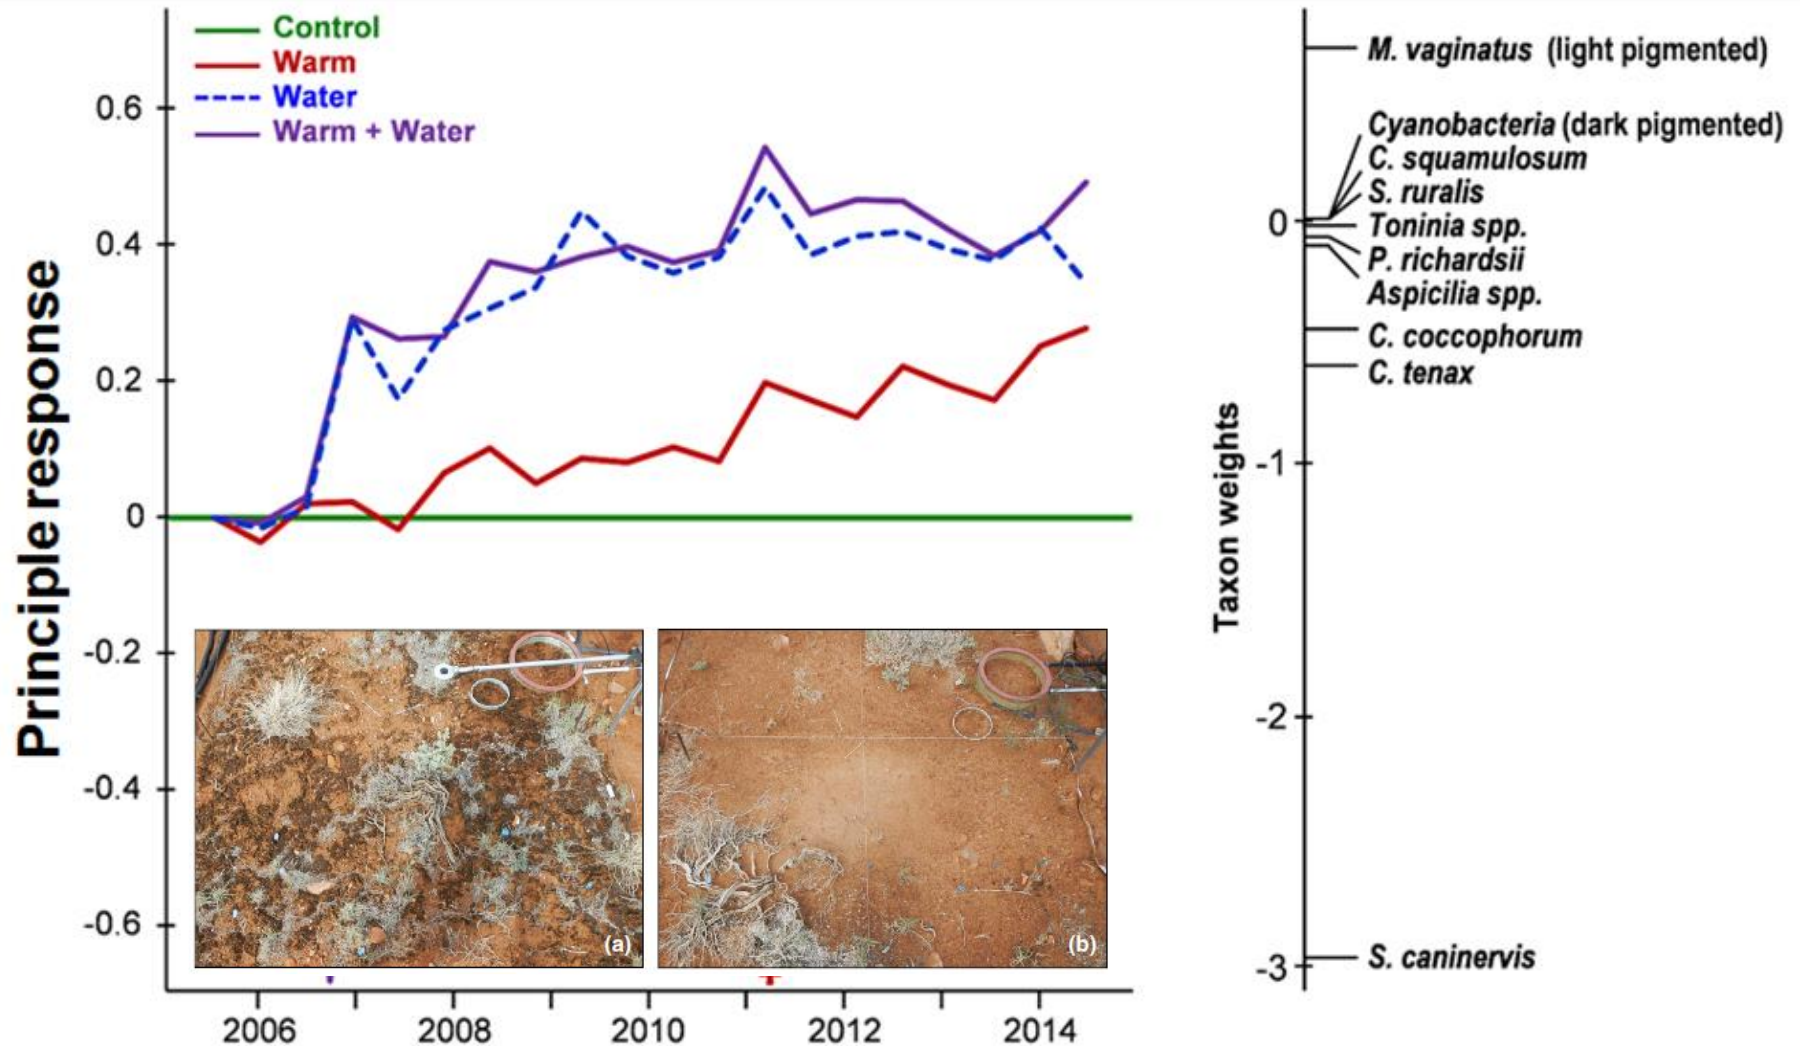 Control
Warm
Water
Warm + Water
Principle response
0.6
0.4
0.2
0
-0.2
-0.4
-0.6
(a)
(b)
2006
2008
2010
2012
2014
Taxon weights
0
-1
-2
-3
M. vaginatus (light pigmented)
Cyanobacteria (dark pigmented)
C. squamulosum
S. ruralis
Toninia spp.
P. richardsii
Aspicilia spp.
C. coccophorum
C. tenax
S. caninervis